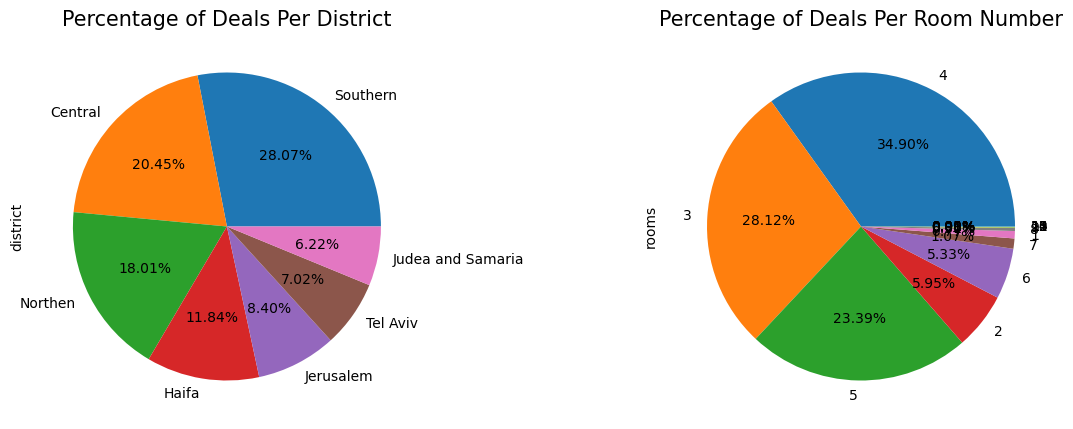 Percentage of Deals Per District
Southern
28.07%
Central
20.45%
Northen
18.01%
Haifa
11.84%
Jerusalem
8.40%
Tel Aviv
7.02%
Judea and Samaria
6.22%
district
Percentage of Deals Per Room Number
4
34.90%
3
28.12%
5
23.39%
2
5.95%
6
5.33%
7
1.07%
1
rooms